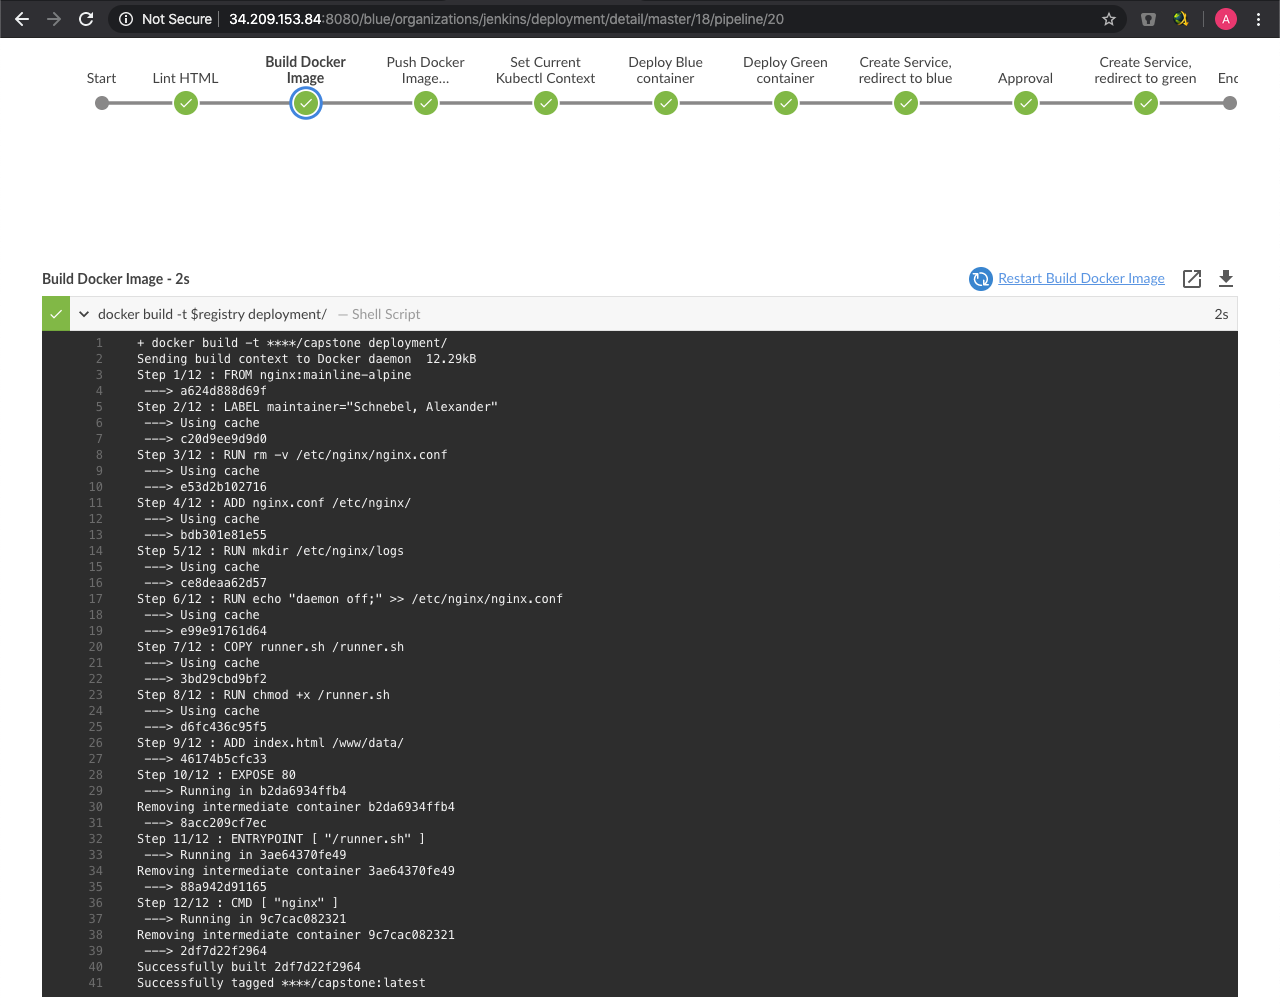 Not Secure 34.209.153.84:8080/blue/organizations/jenkins/deployment/detail/master/18/pipeline/20 A
Start
Lint HTML
Build Docker
Image
Push Docker
Image...
Set Current
Kubectl Context
Deploy Blue
container
Deploy Green
container
Create Service,
redirect to blue
Approval
Create Service,
redirect to green
Enc
Build Docker Image - 2s
Restart Build Docker Image
docker build -t $registry deployment/ — Shell Script 2s
1 + docker build -t ****/capstone deployment/
2 Sending build context to Docker daemon  12.29kB
3 Step 1/12 : FROM nginx:mainline-alpine
4 ---> a624d888d69f
5 Step 2/12 : LABEL maintainer="Schnebel, Alexander"
6 ---> Using cache
7 ---> c20d9ee9d9d0
8 Step 3/12 : RUN rm -v /etc/nginx/nginx.conf
9 ---> Using cache
10 ---> e53d2b102716
11 Step 4/12 : ADD nginx.conf /etc/nginx/
12 ---> Using cache
13 ---> bdb301e81e55
14 Step 5/12 : RUN mkdir /etc/nginx/logs
15 ---> Using cache
16 ---> ce8deaa62d57
17 Step 6/12 : RUN echo "daemon off;" >> /etc/nginx/nginx.conf
18 ---> Using cache
19 ---> e99e91761d64
20 Step 7/12 : COPY runner.sh /runner.sh
21 ---> Using cache
22 ---> 3bd29cbd9bf2
23 Step 8/12 : RUN chmod +x /runner.sh
24 ---> Using cache
25 ---> d6fc436c95f5
26 Step 9/12 : ADD index.html /www/data/
27 ---> 46174b5cfc33
28 Step 10/12 : EXPOSE 80
29 ---> Running in b2da6934ffb4
30 Removing intermediate container b2da6934ffb4
31 ---> 8acc209cf7ec
32 Step 11/12 : ENTRYPOINT [ "/runner.sh" ]
33 ---> Running in 3ae64370fe49
34 Removing intermediate container 3ae64370fe49
35 ---> 88a942d91165
36 Step 12/12 : CMD [ "nginx" ]
37 ---> Running in 9c7cac082321
38 Removing intermediate container 9c7cac082321
39 ---> 2df7d22f2964
40 Successfully built 2df7d22f2964
41 Successfully tagged ****/capstone:latest